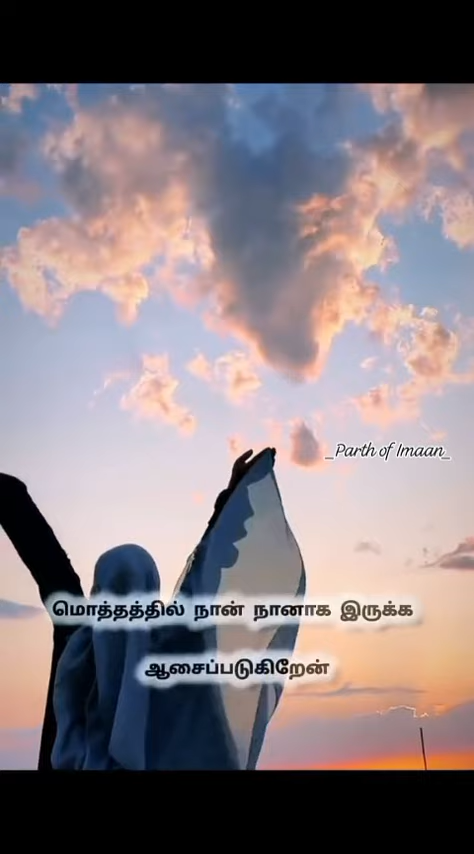 _Parth of Imaan_
மொத்தத்தில் நான் நானாக இருக்க
ஆசைப்படுகிறேன்